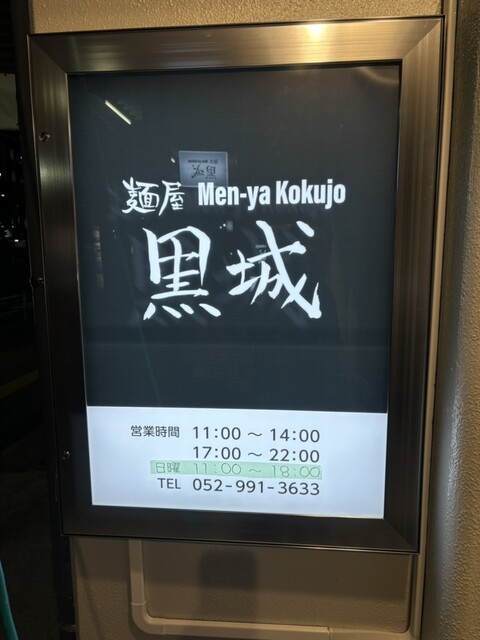 麺屋 Men-ya Kokujo
黒城
営業時間 11:00 ～ 14:00
17:00 ～ 22:00
日曜 11:00 ～ 18:00
TEL 052-991-3633